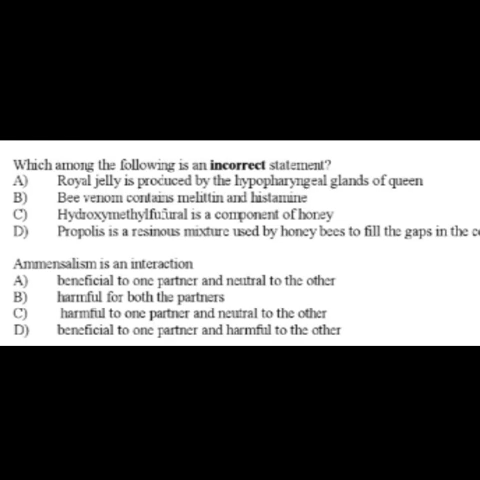 Which among the following is an incorrect statement?
A) Royal jelly is produced by the hypopharyngeal glands of queen
B) Bee venom contains melittin and histamine
C) Hydroxymethylfufural is a component of honey
D) Propolis is a resinous mixture used by honey bees to fill the gaps in the
Ammensalism is an interaction
A) beneficial to one partner and neutral to the other
B) harmful for both the partners
C) harmful to one partner and neutral to the other
D) beneficial to one partner and harmful to the other